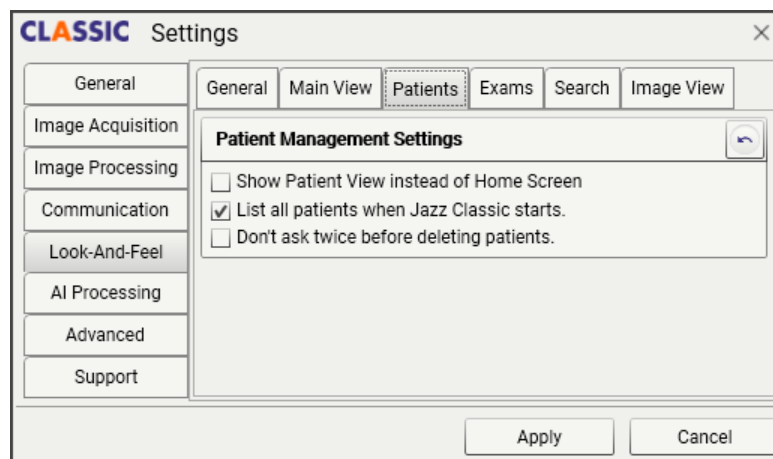 CLASSIC Settings
General
Image Acquisition
Image Processing
Communication
Look-And-Feel
AI Processing
Advanced
Support
General Main View Patients Exams Search Image View
Patient Management Settings
Show Patient View instead of Home Screen
List all patients when Jazz Classic starts.
Don't ask twice before deleting patients.
Apply Cancel